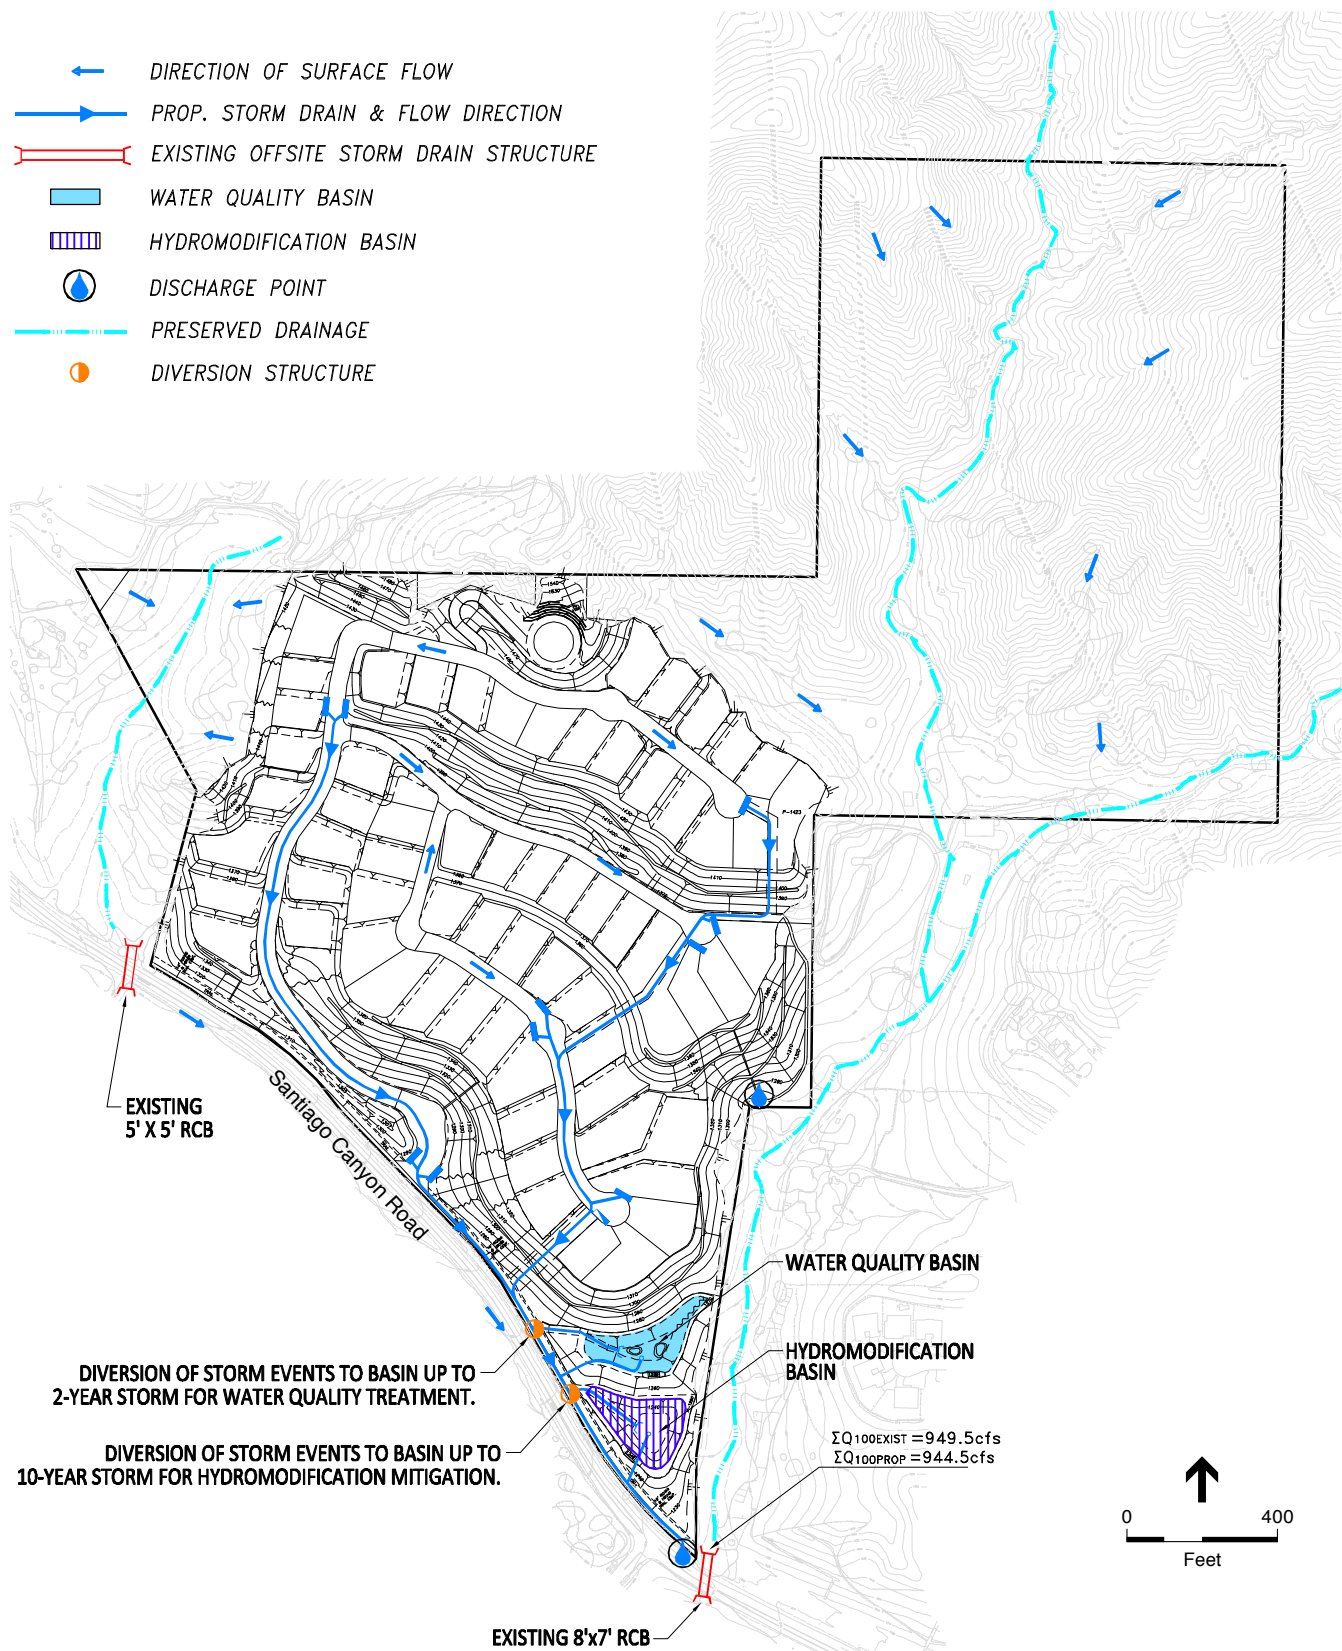 DIRECTION OF SURFACE FLOW
PROP. STORM DRAIN & FLOW DIRECTION
EXISTING OFFSITE STORM DRAIN STRUCTURE
WATER QUALITY BASIN
HYDROMODIFICATION BASIN
DISCHARGE POINT
PRESERVED DRAINAGE
DIVERSION STRUCTURE
P-1423
EXISTING
5' X 5' RCB
Santiago Canyon Road
WATER QUALITY BASIN
HYDROMODIFICATION
BASIN
DIVERSION OF STORM EVENTS TO BASIN UP TO
2-YEAR STORM FOR WATER QUALITY TREATMENT.
DIVERSION OF STORM EVENTS TO BASIN UP TO
10-YEAR STORM FOR HYDROMODIFICATION MITIGATION.
ΣQ100EXIST =949.5cfs
ΣQ100PROP =944.5cfs
0 400
Feet
EXISTING 8'x7' RCB